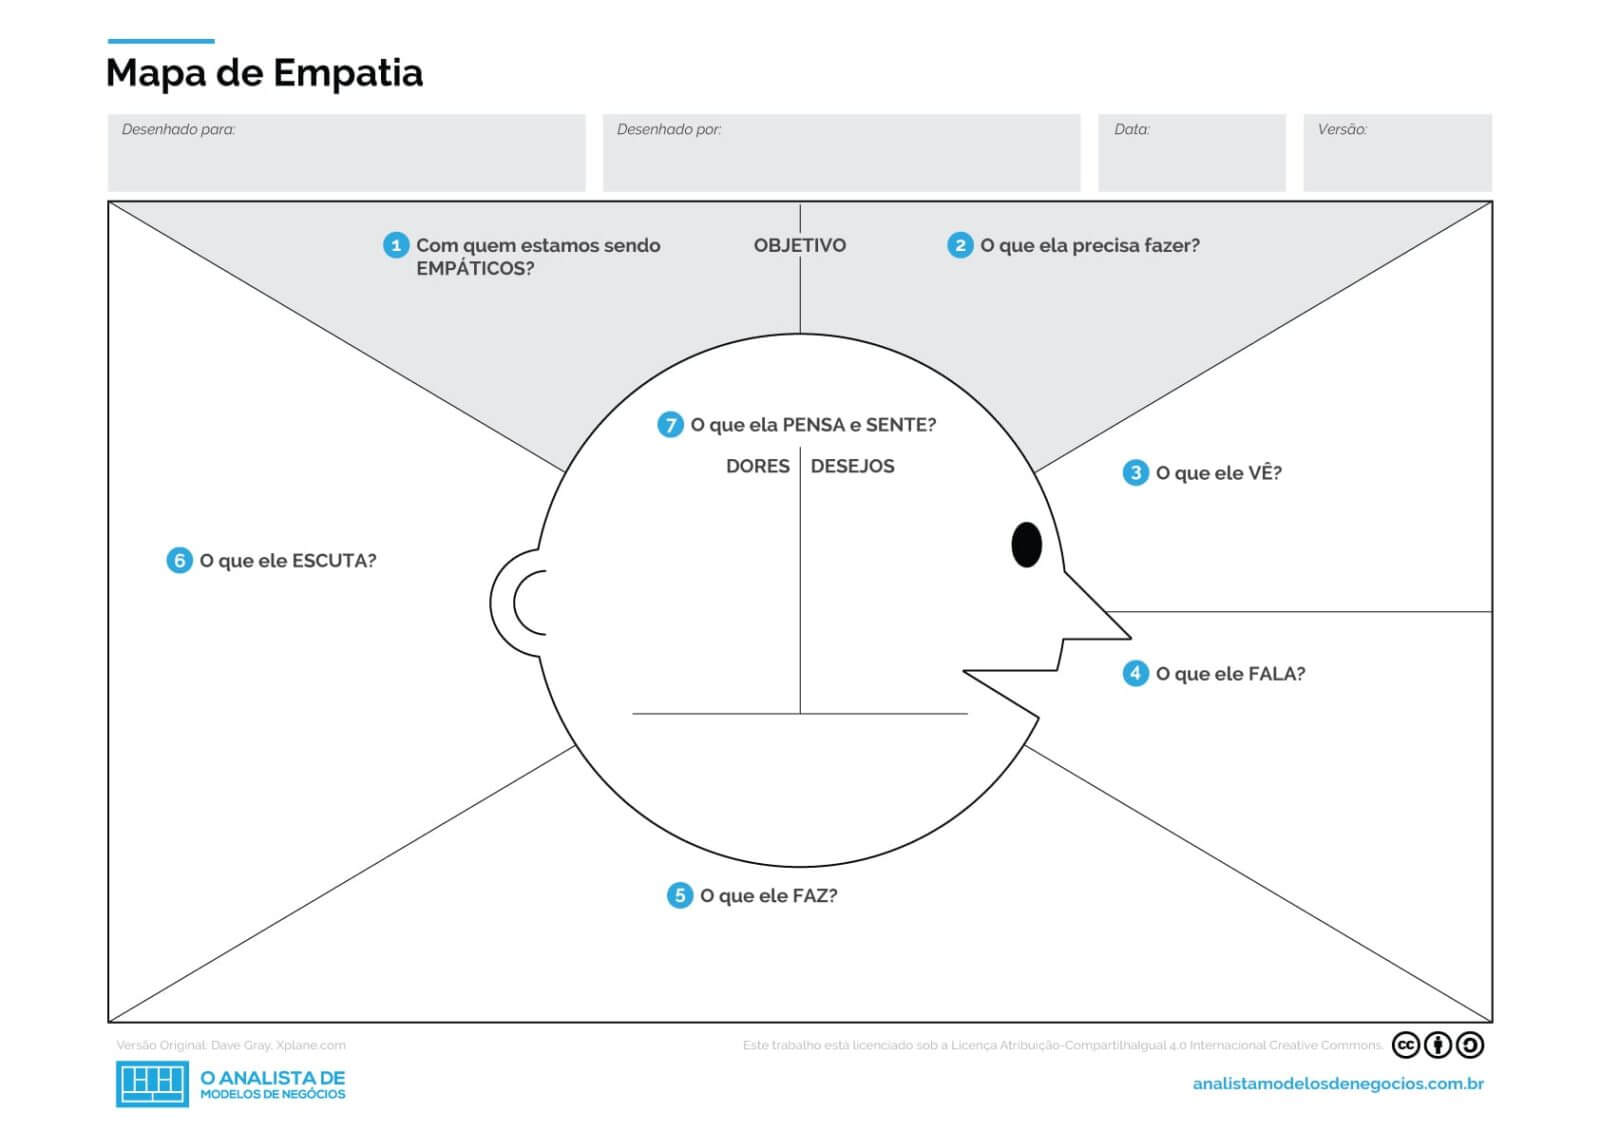 Mapa de Empatia
Desenhado para:
Desenhado por:
Data:
Versão:
1 Com quem estamos sendo
EMPÁTICOS?
OBJETIVO
2 O que ela precisa fazer?
7 O que ela PENSA e SENTE?
DORES
DESEJOS
3 O que ele VÊ?
6 O que ele ESCUTA?
4 O que ele FALA?
5 O que ele FAZ?
Versão Original: Dave Gray, Xplane.com
Este trabalho está licenciado sob a Licença Atribuição-CompartilhaIgual 4.0 Internacional Creative Commons.
cc
O ANALISTA DE
MODELOS DE NEGÓCIOS
analistamodelosdenegocios.com.br